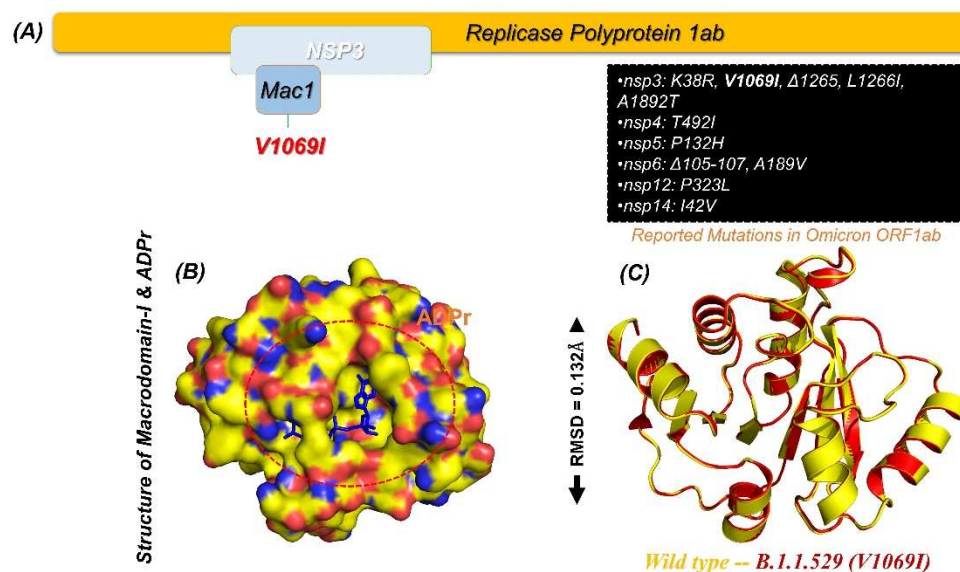 (A)
Replicase Polyprotein 1ab
NSP3
Mac1
V1069I
•nsp3: K38R, V1069I, Δ1265, L1266I,
A1892T
•nsp4: T492I
•nsp5: P132H
•nsp6: Δ105-107, A189V
•nsp12: P323L
•nsp14: I42V
Reported Mutations in Omicron ORF1ab
Structure of Macrodomain-I & ADPr
(B)
ADPr
(C)
RMSD = 0.132Å
Wild type -- B.1.1.529 (V1069I)